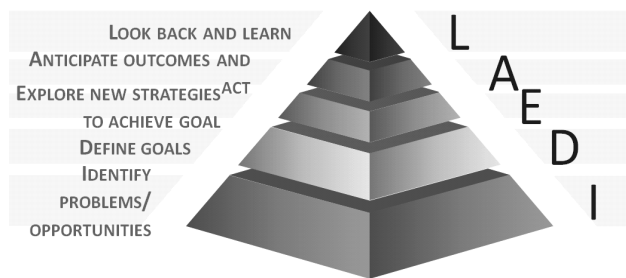 LOOK BACK AND LEARN
ANTICIPATE OUTCOMES AND
ACT
EXPLORE NEW STRATEGIES
TO ACHIEVE GOAL
DEFINE GOALS
IDENTIFY
PROBLEMS/
OPPORTUNITIES
L
A
E
D
I